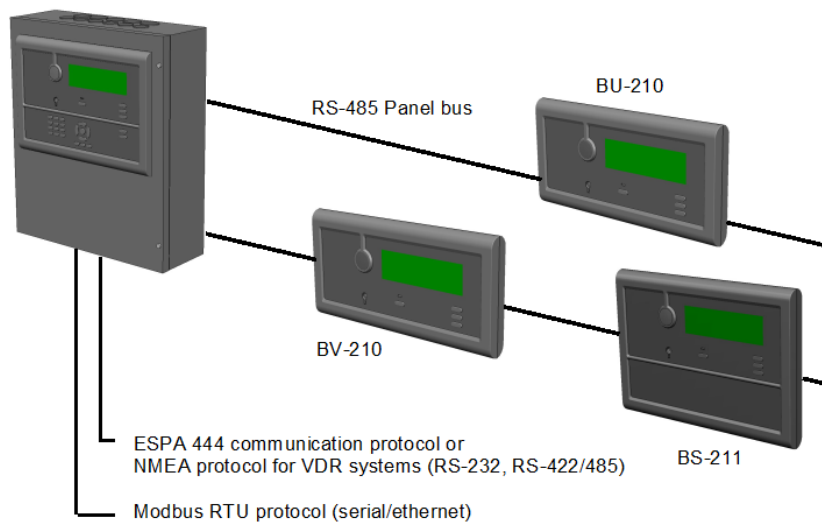 BU-210
RS-485 Panel bus
BV-210
BS-211
ESPA 444 communication protocol or
NMEA protocol for VDR systems (RS-232, RS-422/485)
Modbus RTU protocol (serial/ethernet)